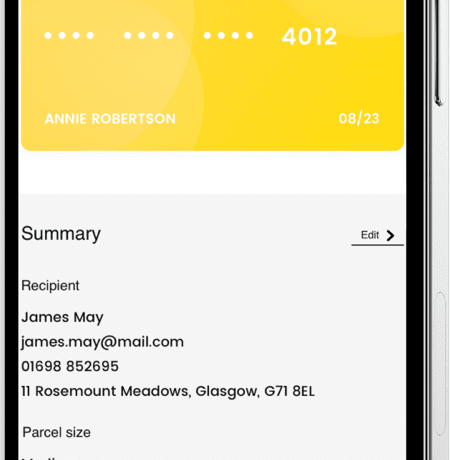 •••• •••• •••• 4012
ANNIE ROBERTSON 08/23
Summary Edit
Recipient
James May
james.may@mail.com
01698 852695
11 Rosemount Meadows, Glasgow, G71 8EL
Parcel size